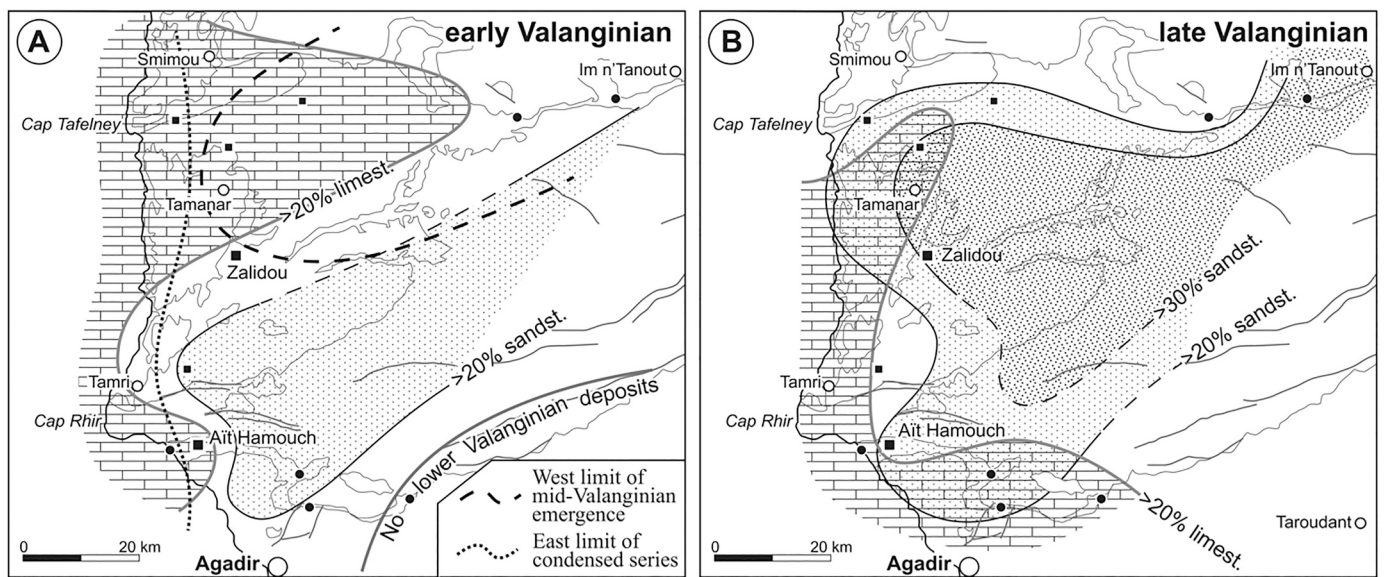 A
early Valanginian
Smimou
Im n'Tanout
Cap Tafelney
>20% limest.
Tamanar
Zalidou
>20% sandst.
Tamri
No lower Valanginian deposits
Cap Rhir
Aït Hamouch
West limit of
mid-Valanginian
emergence
East limit of
condensed series
0
20 km
Agadir
B
late Valanginian
Smimou
Im n'Tanout
Cap Tafelney
Tamanar
Zalidou
>30% sandst.
>20% sandst.
Tamri
Cap Rhir
Aït Hamouch
>20% limest.
Taroudant
0
20 km
Agadir